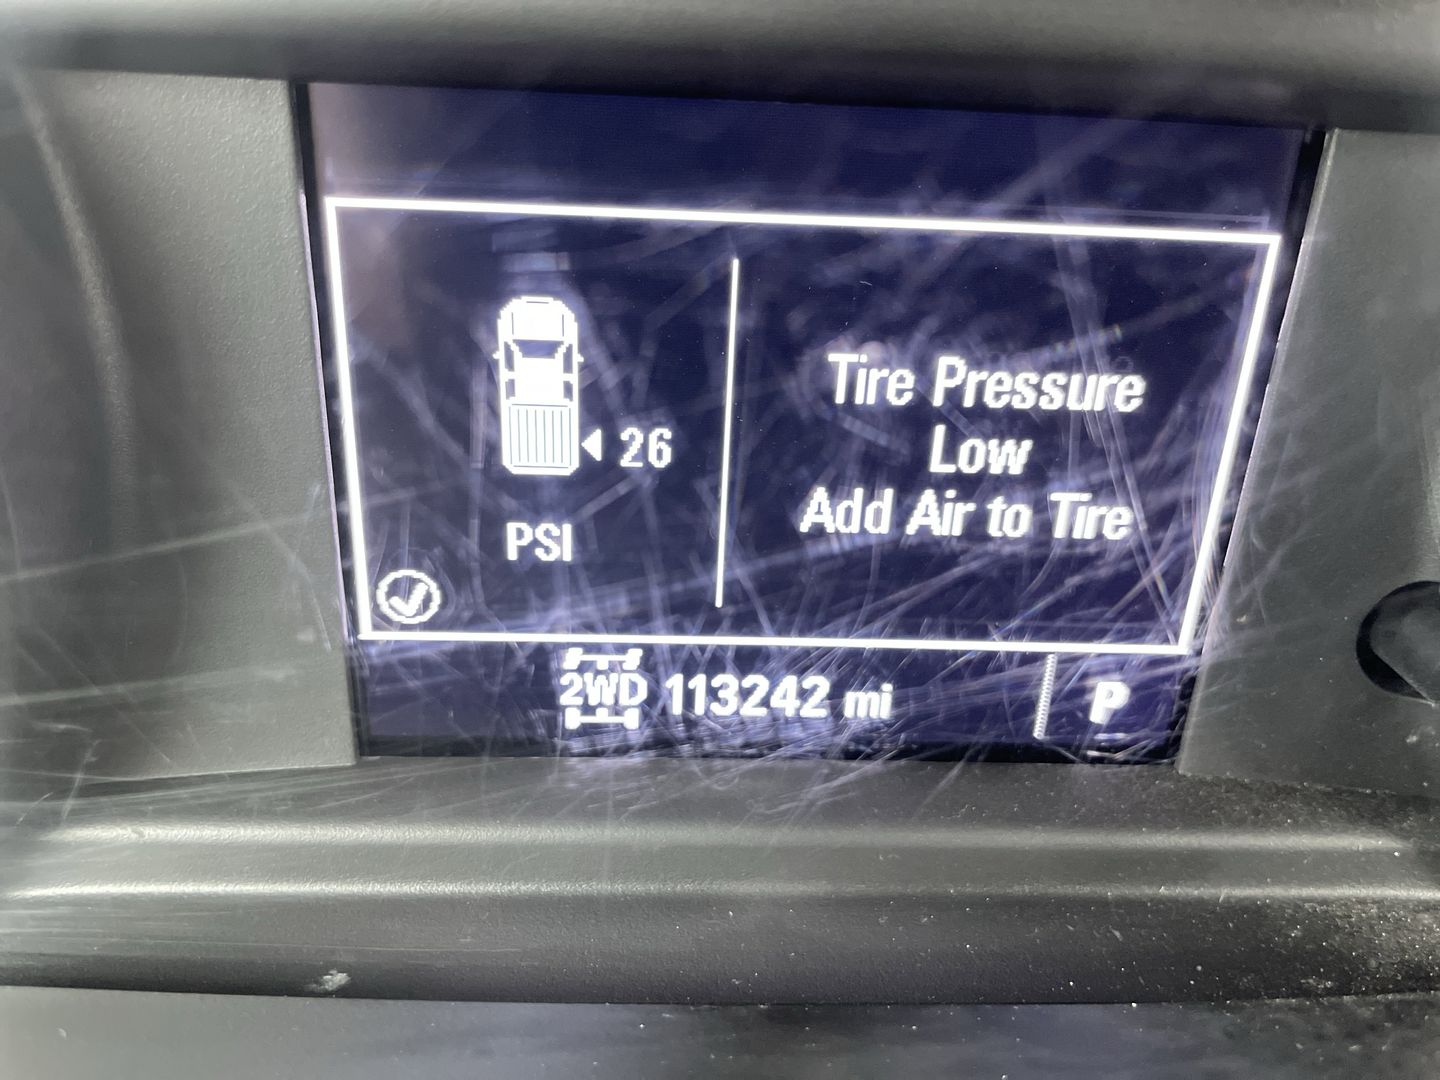 26
PSI
Tire Pressure
Low
Add Air to Tire
2WD 113242 mi
P